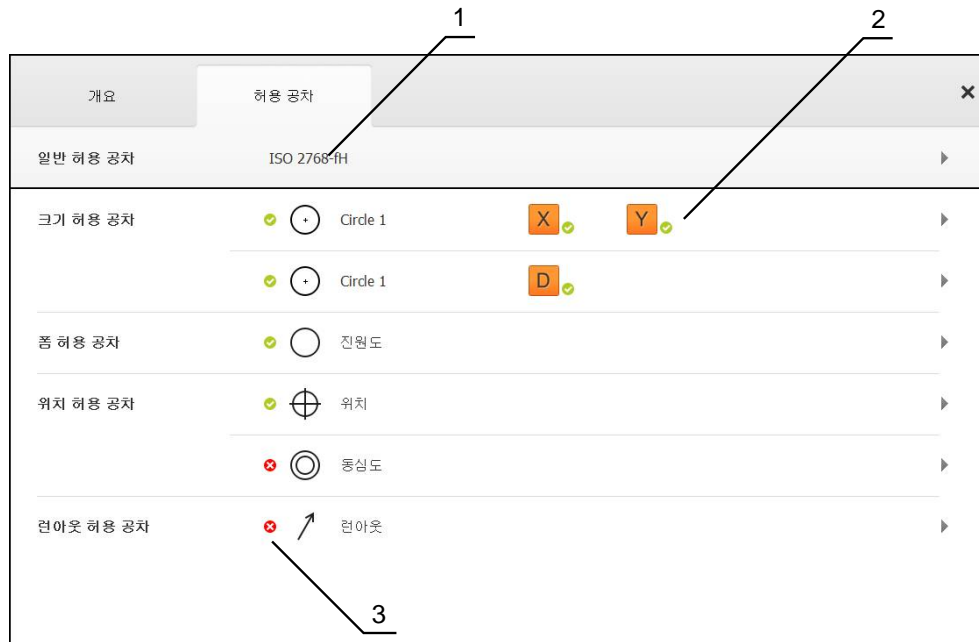 1 2
개요 허용 공차
일반 허용 공차 ISO 2768-fH
크기 허용 공차 Circle 1 X Y
Circle 1 D
폼 허용 공차 진원도
위치 허용 공차 위치
동심도
런아웃 허용 공차 런아웃
3